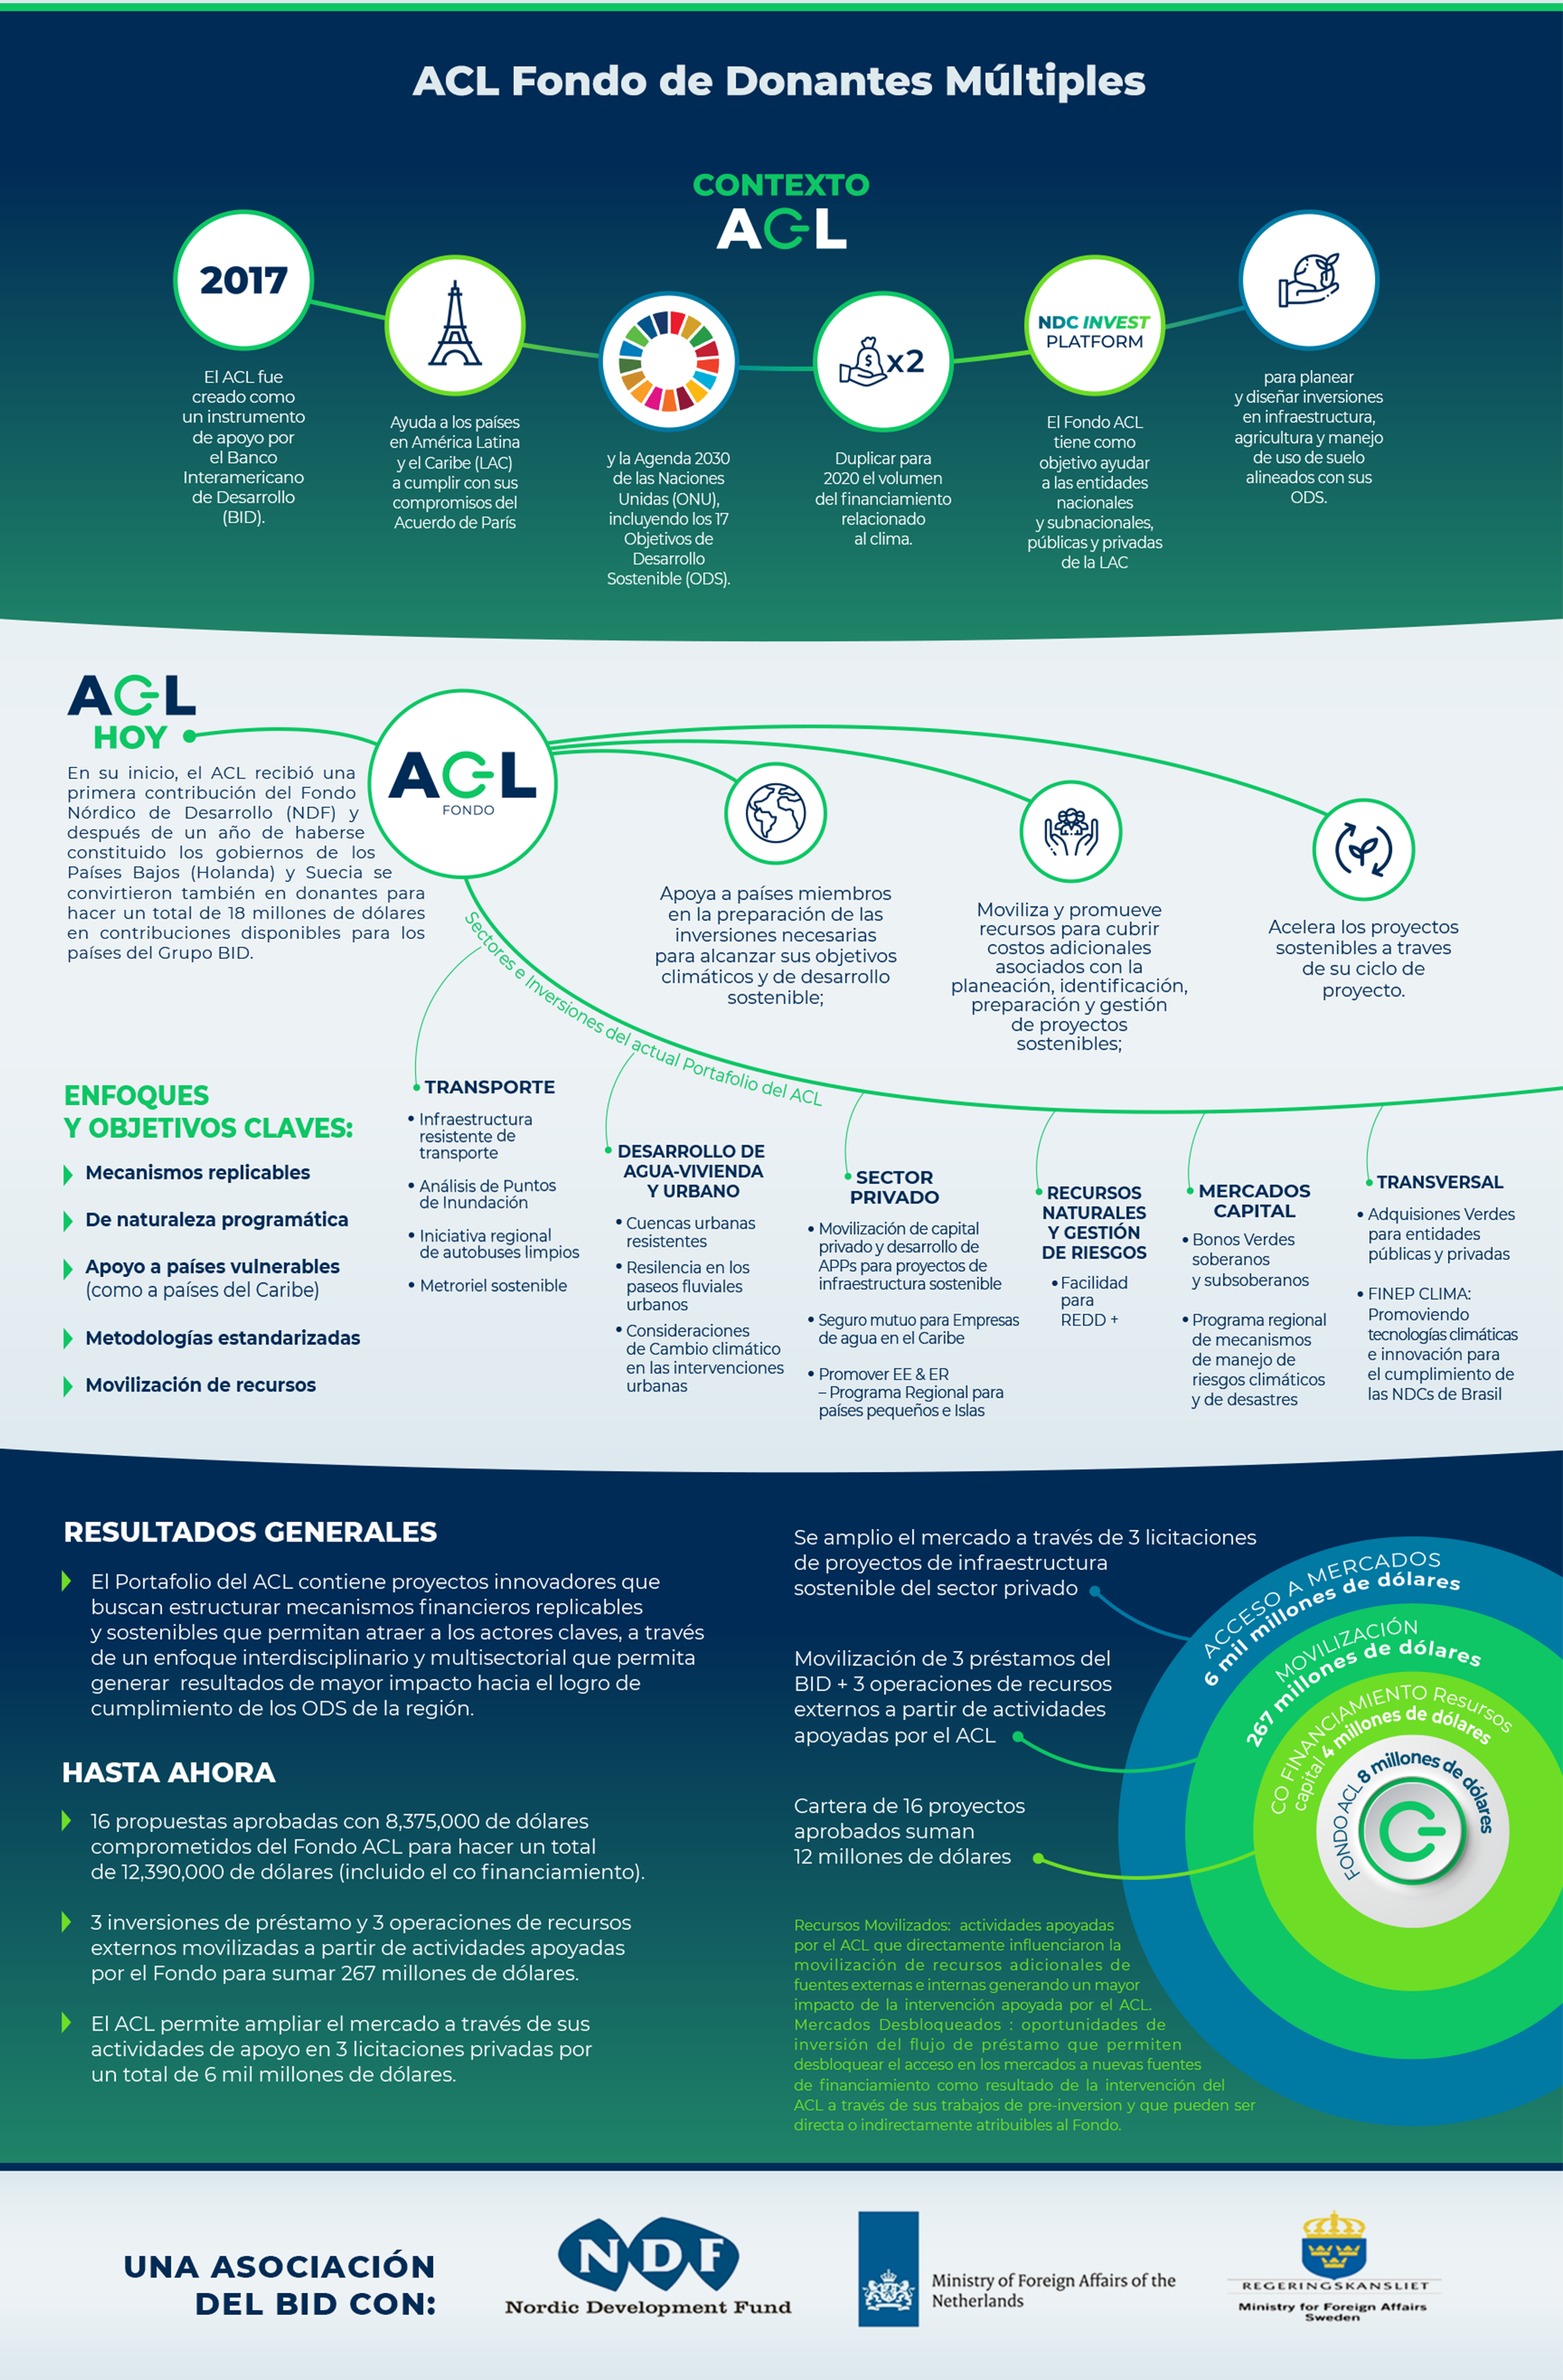 ACL Fondo de Donantes Múltiples
CONTEXTO
ACL
2017
El ACL fue
creado como
un instrumento
de apoyo por
el Banco
Interamericano
de Desarrollo
(BID).
Ayuda a los países
en América Latina
y el Caribe (LAC)
a cumplir con sus
compromisos del
Acuerdo de París
y la Agenda 2030
de las Naciones
Unidas (ONU),
incluyendo los 17
Objetivos de
Desarrollo
Sostenible (ODS).
$ x2
Duplicar para
2020 el volumen
del financiamiento
relacionado
al clima.
NDC INVEST
PLATFORM
El Fondo ACL
tiene como
objetivo ayudar
a las entidades
nacionales
y subnacionales,
públicas y privadas
de la LAC
para planear
y diseñar inversiones
en infraestructura,
agricultura y manejo
de uso de suelo
alineados con sus
ODS.
ACL
HOY
En su inicio, el ACL recibió una
primera contribución del Fondo
Nórdico de Desarrollo (NDF) y
después de un año de haberse
constituido los gobiernos de los
Países Bajos (Holanda) y Suecia se
convirtieron también en donantes para
hacer un total de 18 millones de dólares
en contribuciones disponibles para los
países del Grupo BID.
ACL
FONDO
Apoya a países miembros
en la preparación de las
inversiones necesarias
para alcanzar sus objetivos
climáticos y de desarrollo
sostenible;
Moviliza y promueve
recursos para cubrir
costos adicionales
asociados con la
planeación, identificación,
preparación y gestión
de proyectos
sostenibles;
Acelera los proyectos
sostenibles a traves
de su ciclo de
proyecto.
Sectores e Inversiones del actual Portafolio del ACL
ENFOQUES
Y OBJETIVOS CLAVES:
Mecanismos replicables
De naturaleza programática
Apoyo a países vulnerables
(como a países del Caribe)
Metodologías estandarizadas
Movilización de recursos
• TRANSPORTE
• Infraestructura
resistente de
transporte
• Análisis de Puntos
de Inundación
• Iniciativa regional
de autobuses limpios
• Metroriel sostenible
• DESARROLLO DE
AGUA-VIVIENDA
Y URBANO
• Cuencas urbanas
resistentes
• Resilencia en los
paseos fluviales
urbanos
• Consideraciones
de Cambio climático
en las intervenciones
urbanas
• SECTOR
PRIVADO
• Movilización de capital
privado y desarrollo de
APPs para proyectos de
infraestructura sostenible
• Seguro mutuo para Empresas
de agua en el Caribe
• Promover EE & ER
– Programa Regional para
países pequeños e Islas
• RECURSOS
NATURALES
Y GESTIÓN
DE RIESGOS
• Facilidad
para
REDD +
• MERCADOS
CAPITAL
• Bonos Verdes
soberanos
y subsoberanos
• Programa regional
de mecanismos
de manejo de
riesgos climáticos
y de desastres
• TRANSVERSAL
• Adquisiones Verdes
para entidades
públicas y privadas
• FINEP CLIMA:
Promoviendo
tecnologías climáticas
e innovación para
el cumplimiento de
las NDCs de Brasil
RESULTADOS GENERALES
El Portafolio del ACL contiene proyectos innovadores que
buscan estructurar mecanismos financieros replicables
y sostenibles que permitan atraer a los actores claves, a través
de un enfoque interdisciplinario y multisectorial que permita
generar resultados de mayor impacto hacia el logro de
cumplimiento de los ODS de la región.
HASTA AHORA
16 propuestas aprobadas con 8,375,000 de dólares
comprometidos del Fondo ACL para hacer un total
de 12,390,000 de dólares (incluido el co financiamiento).
3 inversiones de préstamo y 3 operaciones de recursos
externos movilizadas a partir de actividades apoyadas
por el Fondo para sumar 267 millones de dólares.
El ACL permite ampliar el mercado a través de sus
actividades de apoyo en 3 licitaciones privadas por
un total de 6 mil millones de dólares.
Se amplio el mercado a través de 3 licitaciones
de proyectos de infraestructura
sostenible del sector privado
Movilización de 3 préstamos del
BID + 3 operaciones de recursos
externos a partir de actividades
apoyadas por el ACL
Cartera de 16 proyectos
aprobados suman
12 millones de dólares
Recursos Movilizados: actividades apoyadas
por el ACL que directamente influenciaron la
movilización de recursos adicionales de
fuentes externas e internas generando un mayor
impacto de la intervención apoyada por el ACL.
Mercados Desbloqueados : oportunidades de
inversión del flujo de préstamo que permiten
desbloquear el acceso en los mercados a nuevas fuentes
de financiamiento como resultado de la intervención del
ACL a través de sus trabajos de pre-inversion y que pueden ser
directa o indirectamente atribuibles al Fondo.
ACCESO A MERCADOS
6 mil millones de dólares
MOVILIZACIÓN
267 millones de dólares
CO FINANCIAMIENTO Resursos
capital 4 millones de dólares
FONDO ACL 8 millones de dólares
UNA ASOCIACIÓN
DEL BID CON:
NDF
Nordic Development Fund
Ministry of Foreign Affairs of the
Netherlands
REGERINGSKANSLIET
Ministry for Foreign Affairs
Sweden